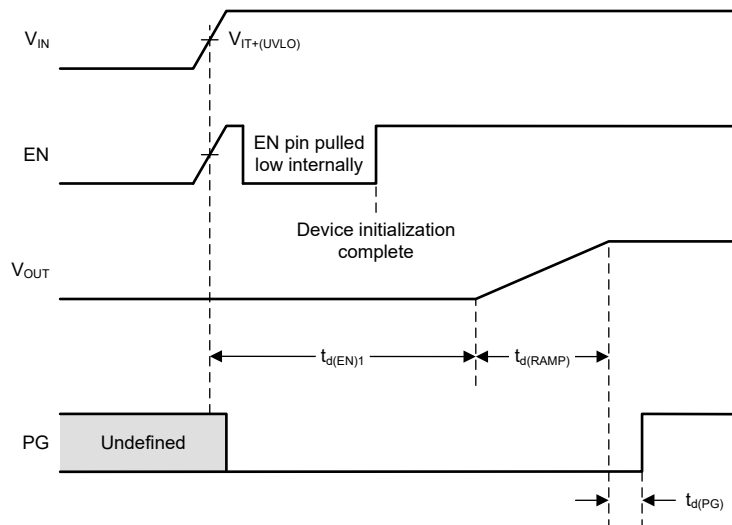 VIN
VIT+(UVLO)
EN
EN pin pulled
low internally
Device initialization
complete
VOUT
td(EN)1
td(RAMP)
PG
Undefined
td(PG)